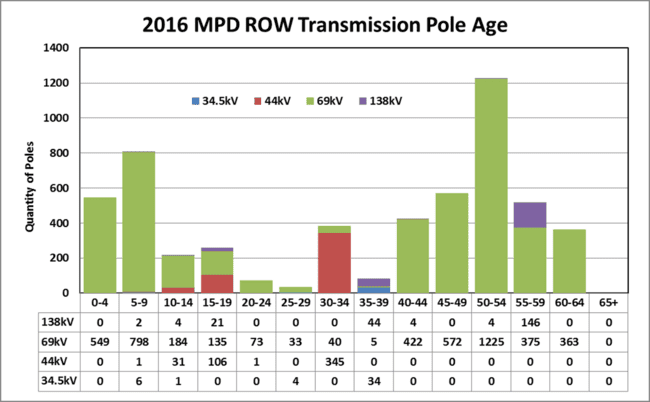 2016 MPD ROW Transmission Pole Age
Quantity of Poles
1400
1200
1000
800
600
400
200
0
34.5kV 44kV 69kV 138kV
0-4 5-9 10-14 15-19 20-24 25-29 30-34 35-39 40-44 45-49 50-54 55-59 60-64 65+
138kV 0 2 4 21 0 0 0 44 4 0 4 146 0 0
69kV 549 798 184 135 73 33 40 5 422 572 1225 375 363 0
44kV 0 1 31 106 1 0 345 0 0 0 0 0 0
34.5kV 0 6 1 0 0 4 0 34 0 0 0 0 0 0